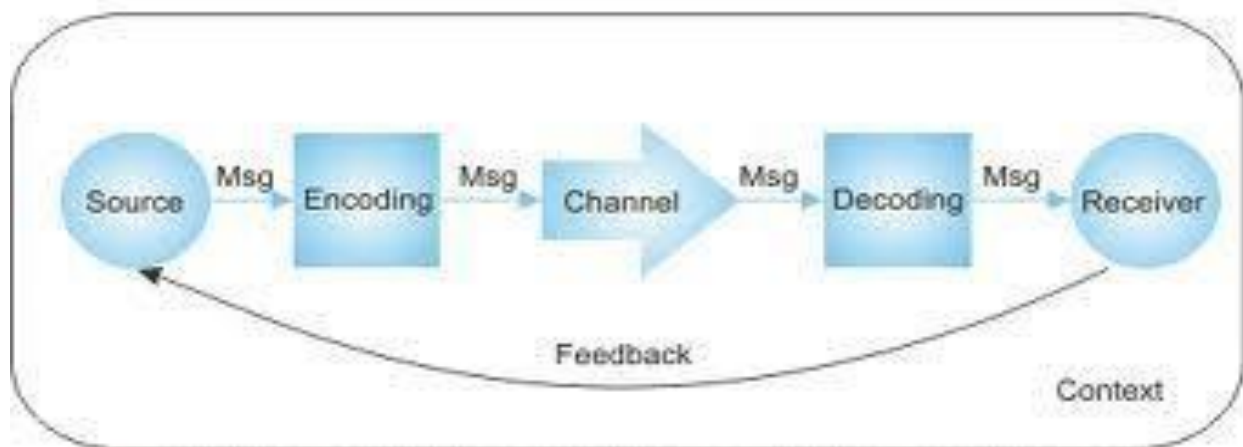 Msg Msg Msg Msg
Source Encoding Channel Decoding Receiver
Feedback
Context